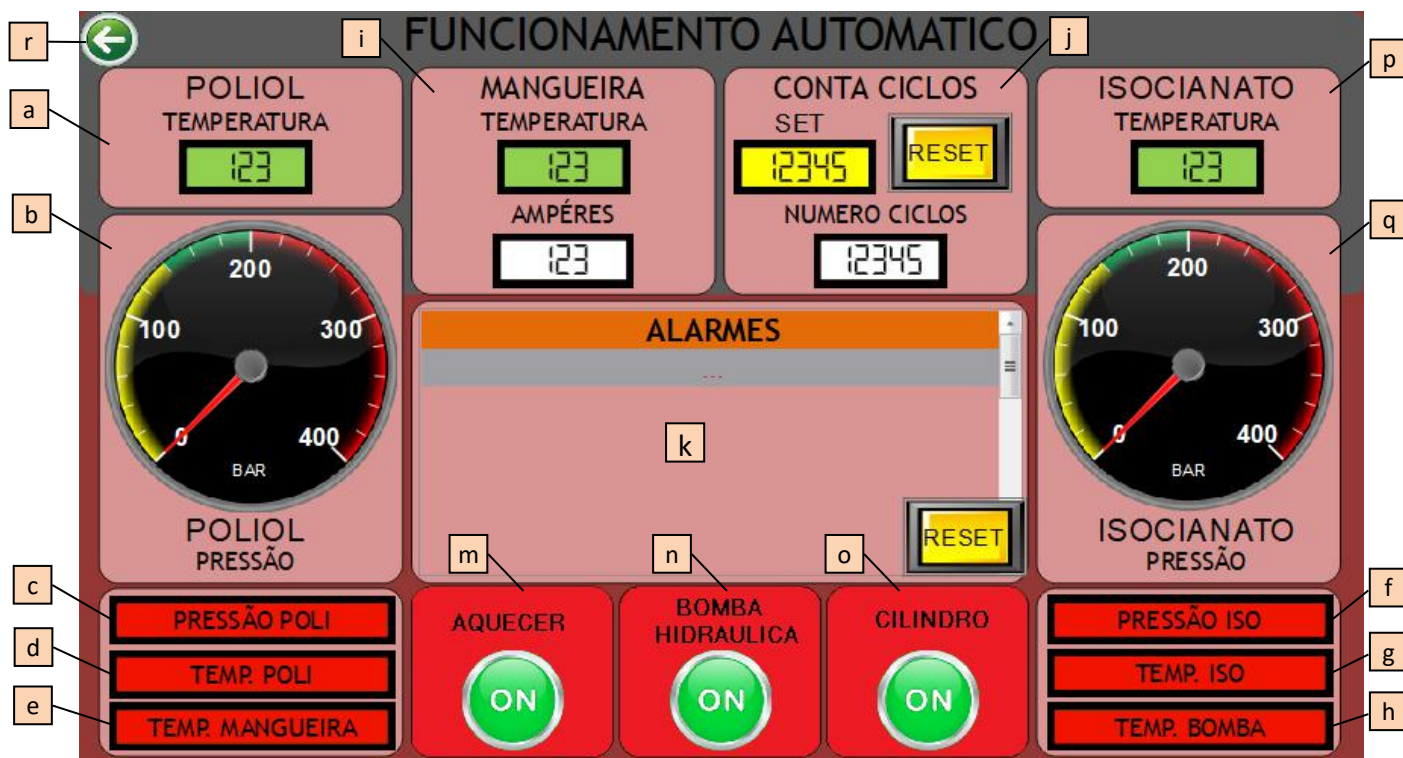 r
i
FUNCIONAMENTO AUTOMATICO
j
p
a
POLIOL
TEMPERATURA
123
MANGUEIRA
TEMPERATURA
123
AMPÉRES
123
CONTA CICLOS
SET
12345
RESET
NUMERO CICLOS
12345
ISOCIANATO
TEMPERATURA
123
b
0
100
200
300
400
BAR
POLIOL
PRESSÃO
ALARMES
...
k
RESET
q
0
100
200
300
400
BAR
ISOCIANATO
PRESSÃO
c
PRESSÃO POLI
d
TEMP. POLI
e
TEMP. MANGUEIRA
m
AQUECER
ON
n
BOMBA
HIDRAULICA
ON
o
CILINDRO
ON
PRESSÃO ISO
f
TEMP. ISO
g
TEMP. BOMBA
h